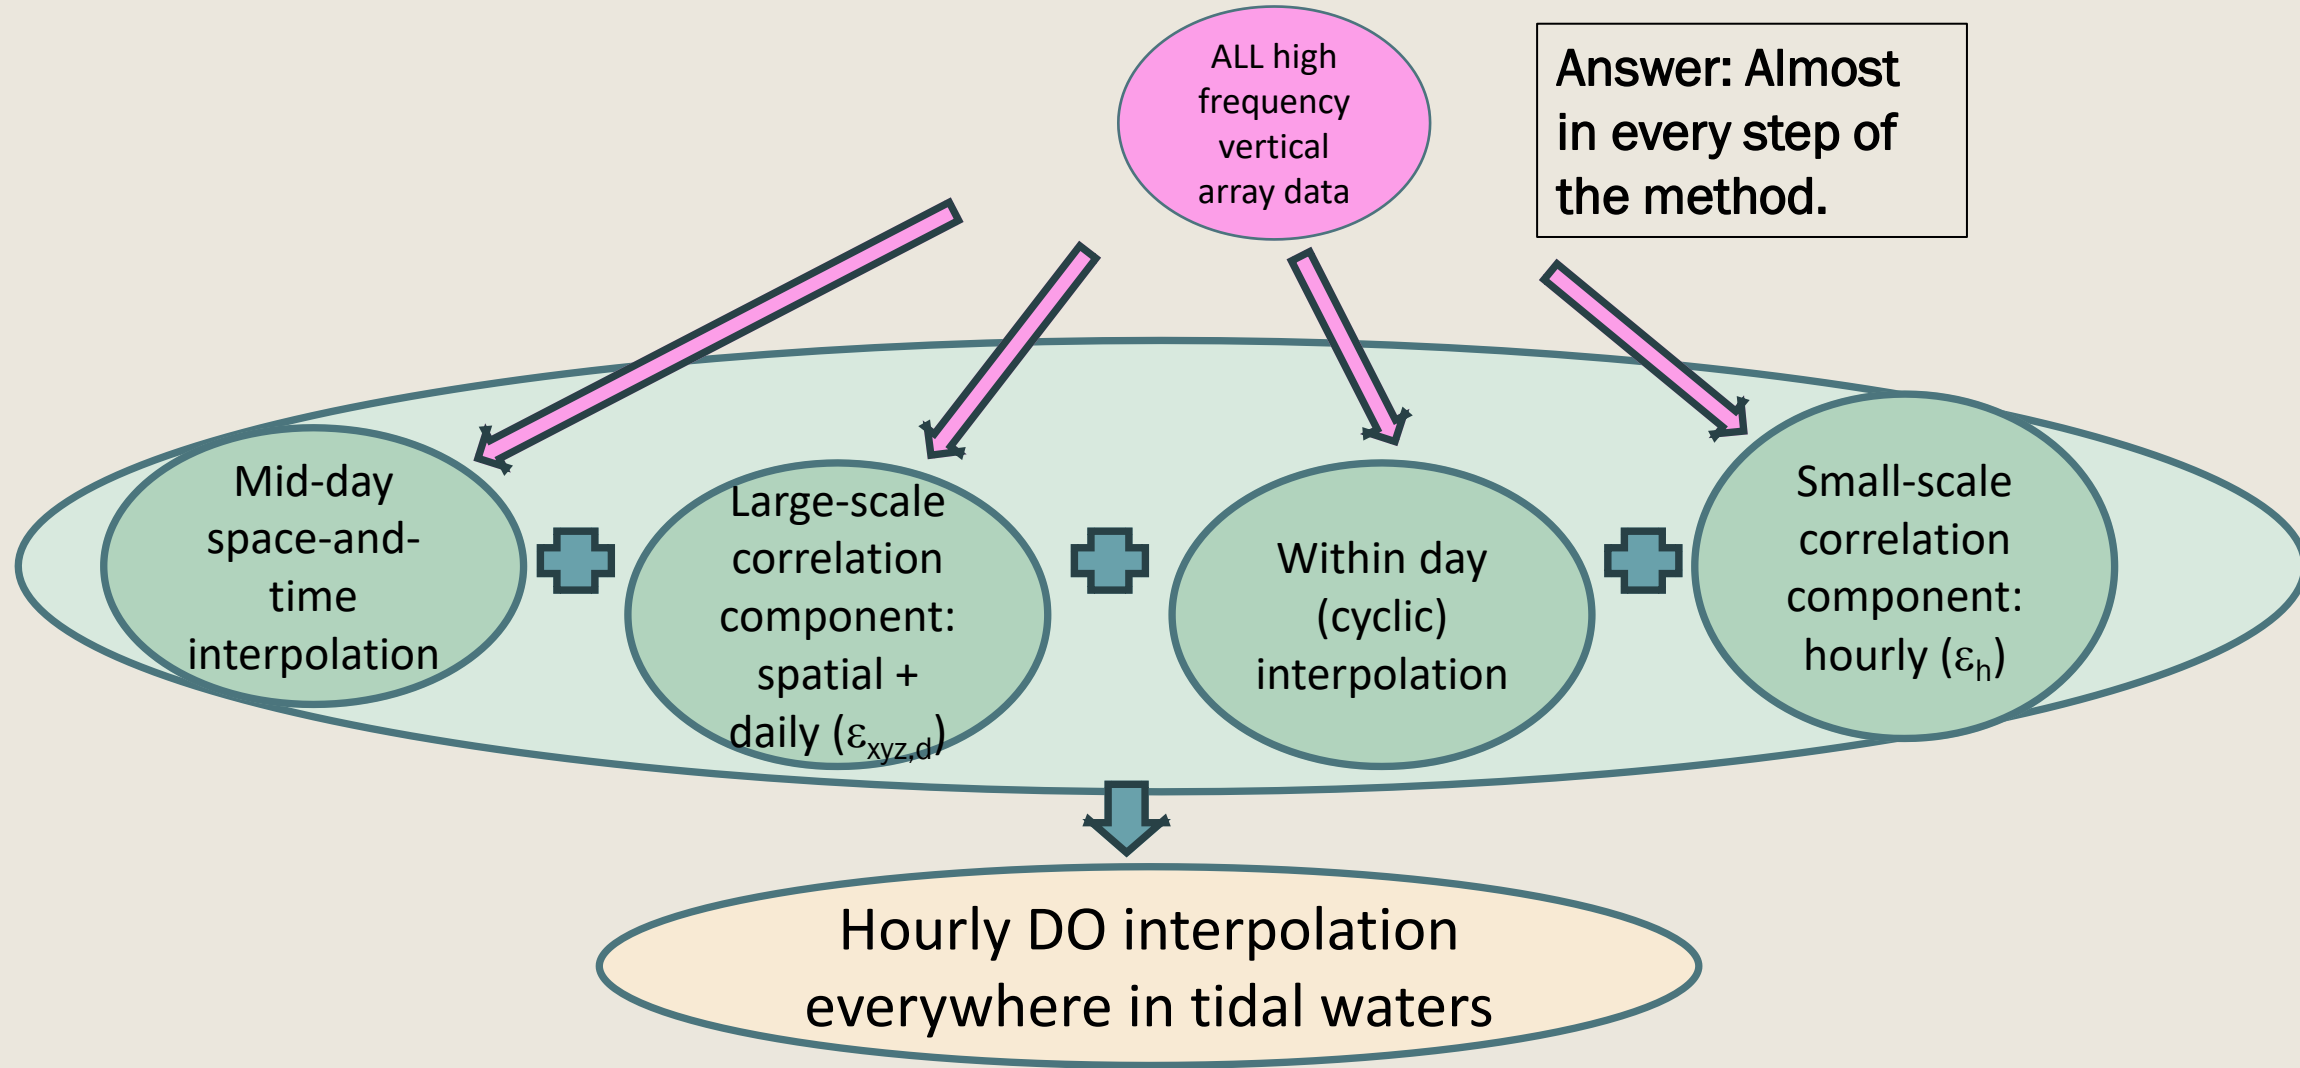 ALL high
frequency
vertical
array data
Answer: Almost
in every step of
the method.
Mid-day
space-and-
time
interpolation
Large-scale
correlation
component:
spatial +
daily (εxyz,d)
Within day
(cyclic)
interpolation
Small-scale
correlation
component:
hourly (εh)
Hourly DO interpolation
everywhere in tidal waters